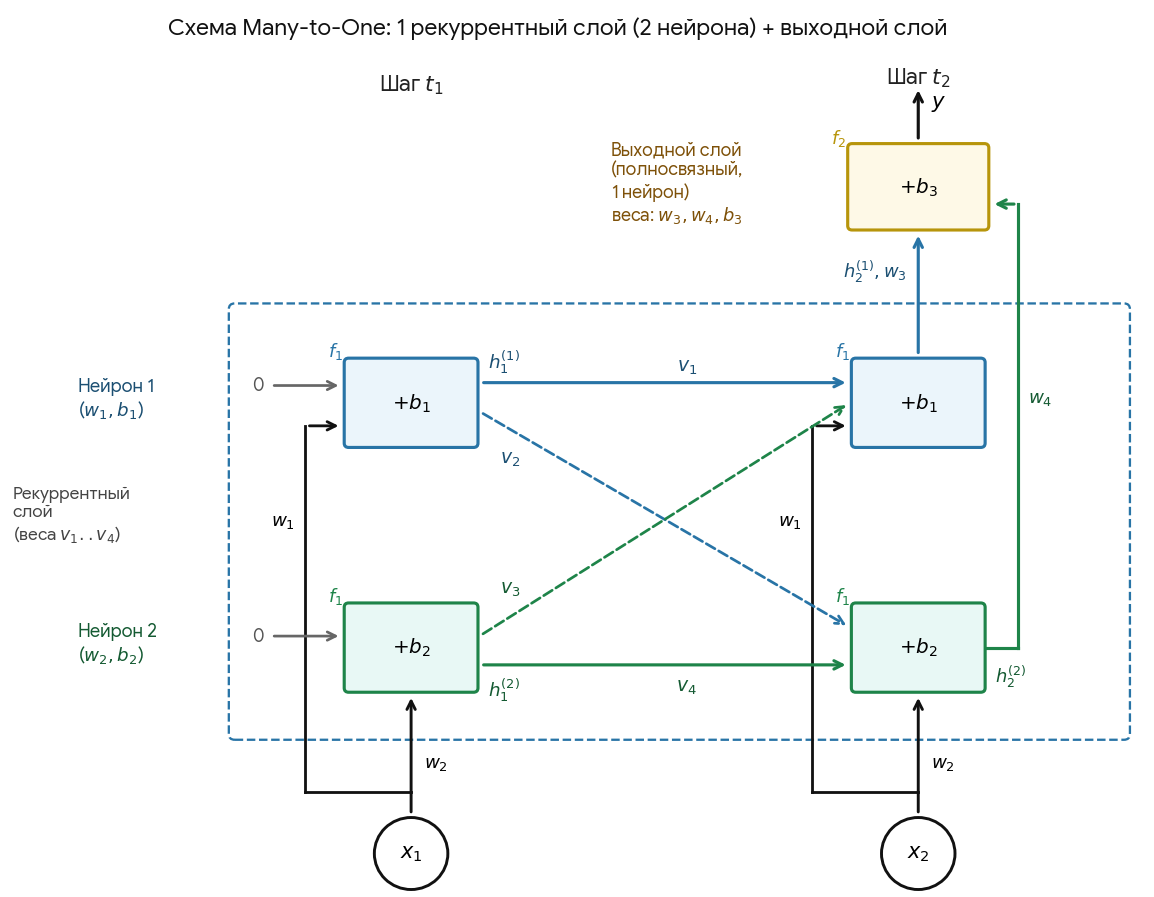 Схема Many-to-One: 1 рекуррентный слой (2 нейрона) + выходной слой
Шаг t₁
Шаг t₂
y
f₂
+b₃
Выходной слой
(полносвязный,
1 нейрон)
веса: w₃, w₄, b₃
h₂⁽¹⁾, w₃
f₁
h₁⁽¹⁾
v₁
f₁
Нейрон 1
(w₁, b₁)
0
+b₁
+b₁
w₄
v₂
Рекуррентный
слой
(веса v₁..v₄)
w₁
w₁
f₁
v₃
f₁
Нейрон 2
(w₂, b₂)
0
+b₂
+b₂
h₁⁽²⁾
v₄
h₂⁽²⁾
w₂
w₂
x₁
x₂